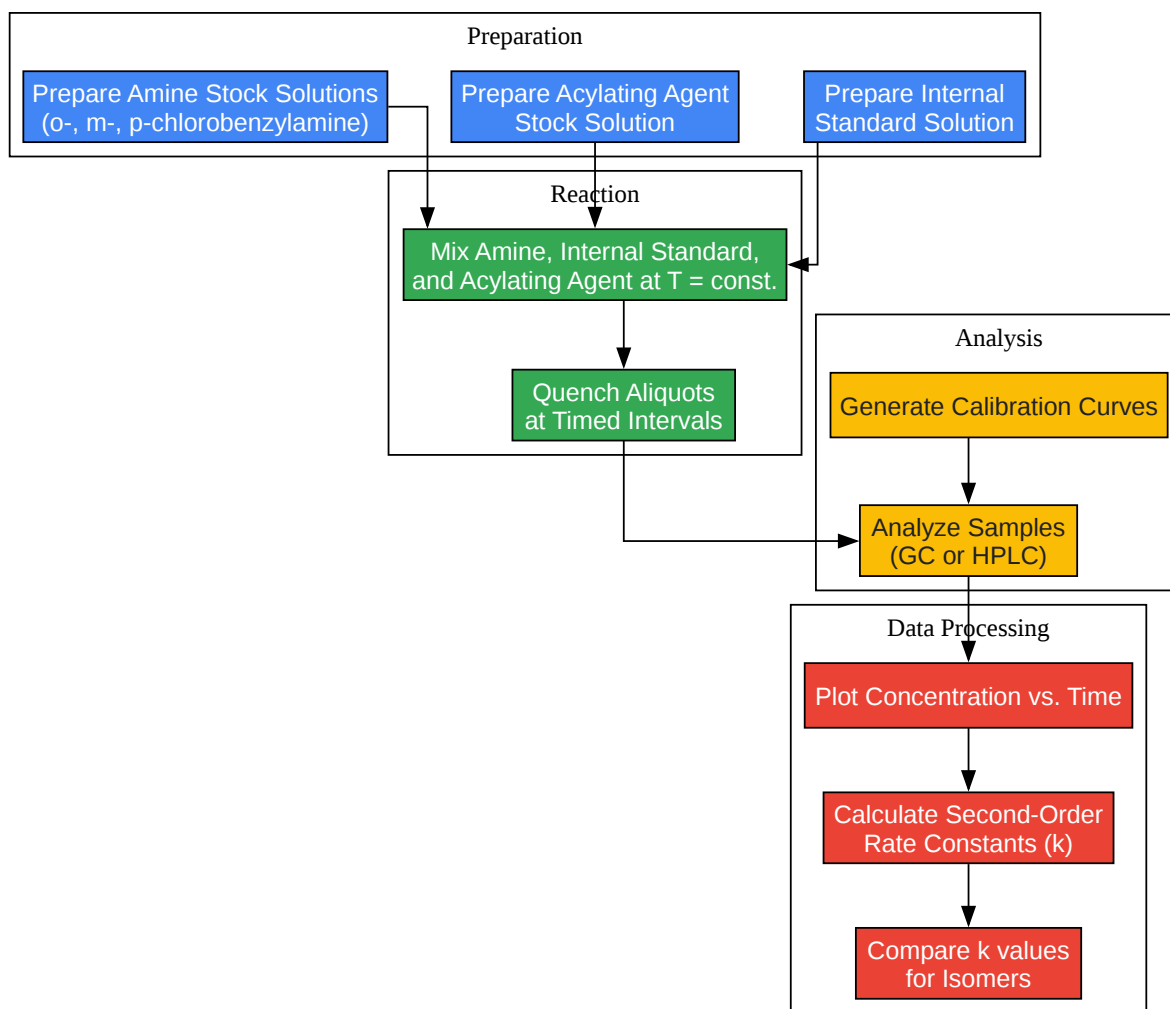 Preparation
Prepare Amine Stock Solutions
(o-, m-, p-chlorobenzylamine)
Prepare Acylating Agent
Stock Solution
Prepare Internal
Standard Solution
Reaction
Mix Amine, Internal Standard,
and Acylating Agent at T = const.
Quench Aliquots
at Timed Intervals
Analysis
Generate Calibration Curves
Analyze Samples
(GC or HPLC)
Data Processing
Plot Concentration vs. Time
Calculate Second-Order
Rate Constants (k)
Compare k values
for Isomers